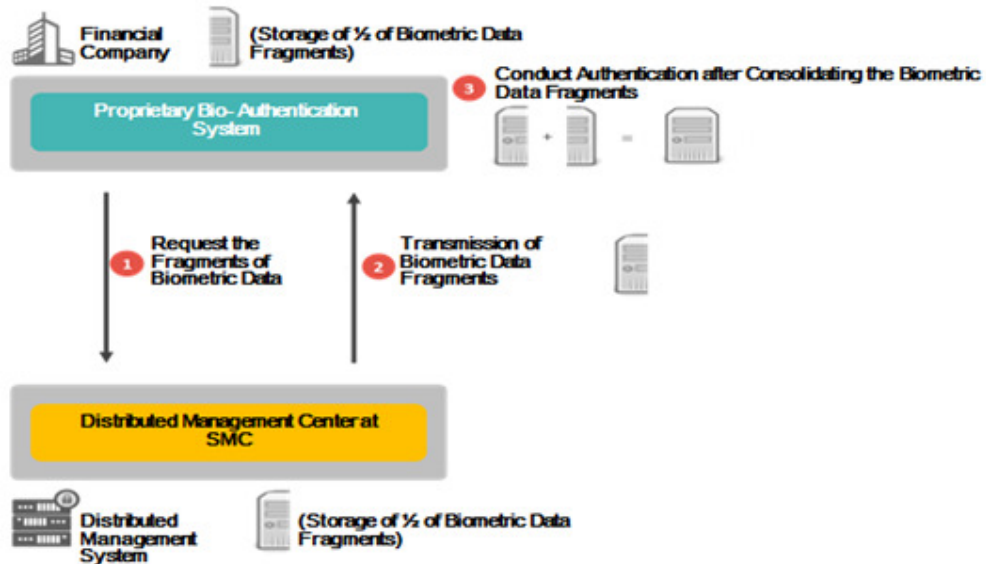 Financial
Company
(Storage of ½ of Biometric Data
Fragments)
Proprietary Bio- Authentication
System
3
Conduct Authentication after Consolidating the Biometric
Data Fragments
+
=
1
Request the
Fragments of
Biometric Data
2
Transmission of
Biometric Data
Fragments
Distributed Management Center at
SMC
Distributed
Management
System
(Storage of ½ of Biometric Data
Fragments)